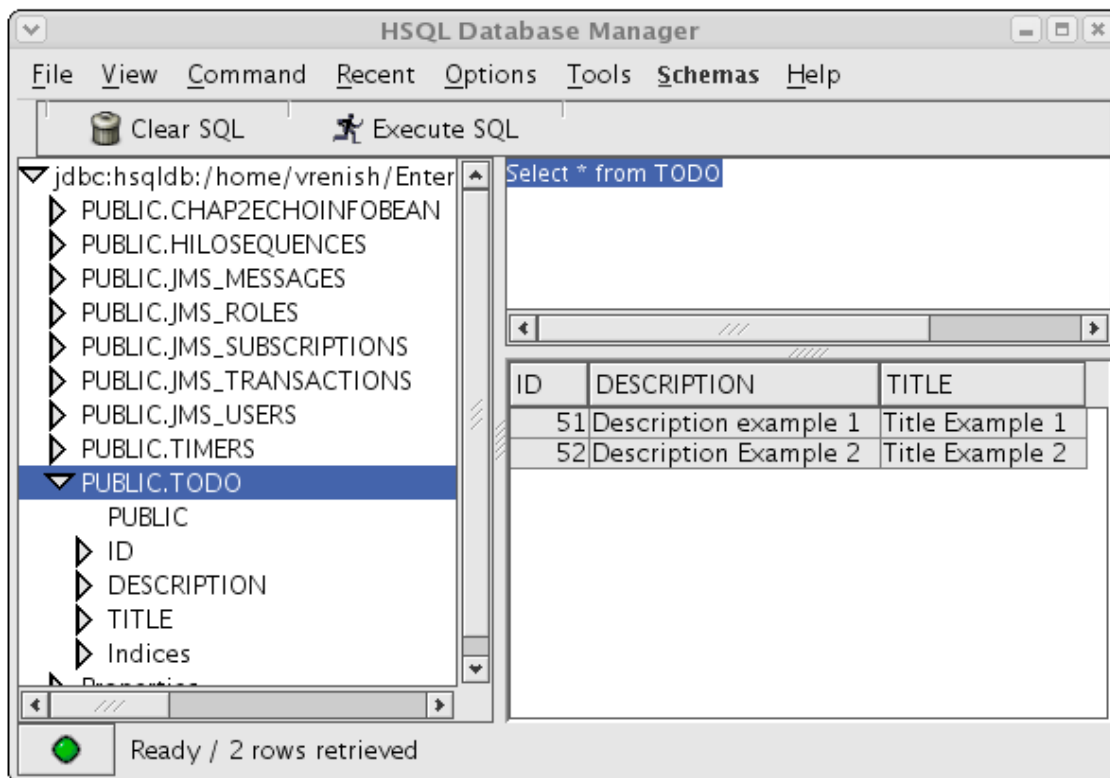 HSQL Database Manager
File View Command Recent Options Tools Schemas Help
Clear SQL Execute SQL
jdbc:hsqldb:/home/vrenish/Enter
PUBLIC.CHAP2ECHOINFOBEAN
PUBLIC.HILOSEQUENCES
PUBLIC.JMS_MESSAGES
PUBLIC.JMS_ROLES
PUBLIC.JMS_SUBSCRIPTIONS
PUBLIC.JMS_TRANSACTIONS
PUBLIC.JMS_USERS
PUBLIC.TIMERS
PUBLIC.TODO
PUBLIC
ID
DESCRIPTION
TITLE
Indices
Properties
Select * from TODO
ID DESCRIPTION TITLE
51 Description example 1 Title Example 1
52 Description Example 2 Title Example 2
Ready / 2 rows retrieved